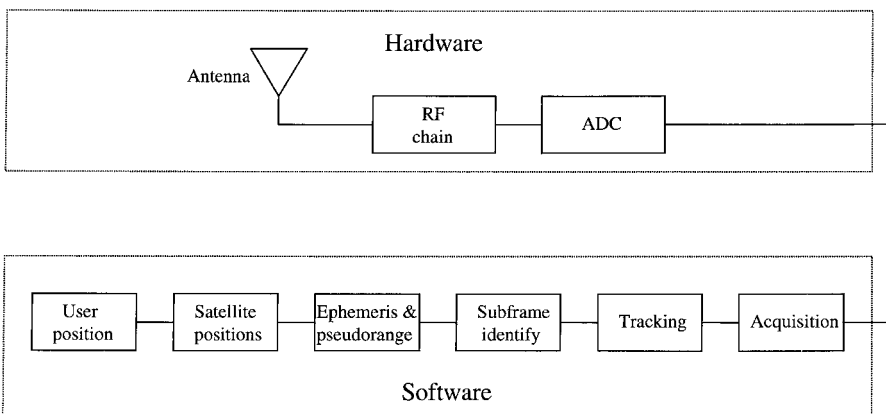 Hardware
Antenna
RF
chain
ADC
User
position
Satellite
positions
Ephemeris &
pseudorange
Subframe
identify
Tracking
Acquisition
Software